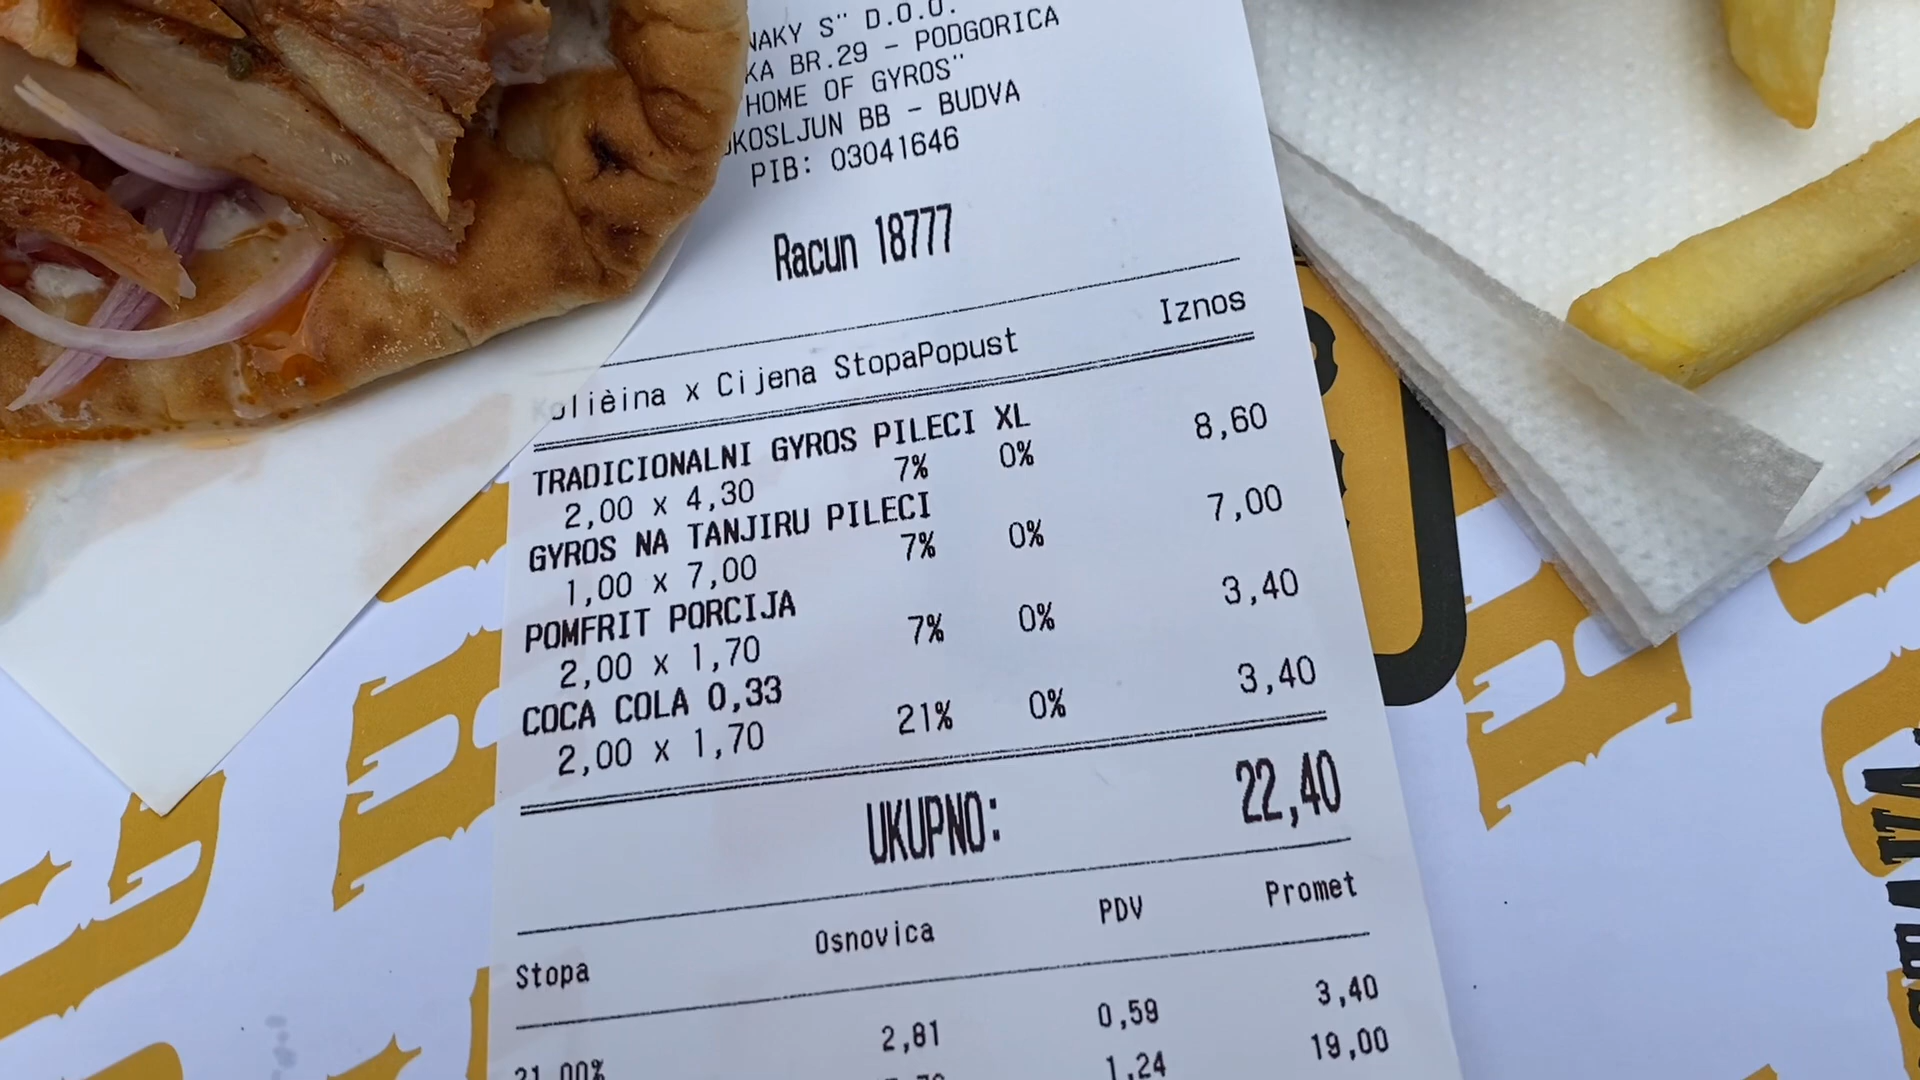 S" D.O.O.
BR.29 - PODGORICA
HOME OF GYROS"
BB - BUDVA
PIB: 03041646
Racun 18777
x Cijena StopaPopust Iznos
TRADICIONALNI GYROS PILECI XL
2,00 x 4,30 7% 0% 8,60
GYROS NA TANJIRU PILECI
1,00 x 7,00 7% 0% 7,00
POMFRIT PORCIJA
2,00 x 1,70 7% 0% 3,40
COCA COLA 0,33
2,00 x 1,70 21% 0% 3,40
UKUPNO: 22,40
Stopa Osnovica PDV Promet
21,00% 2,81 0,59 3,40
1,24 19,00